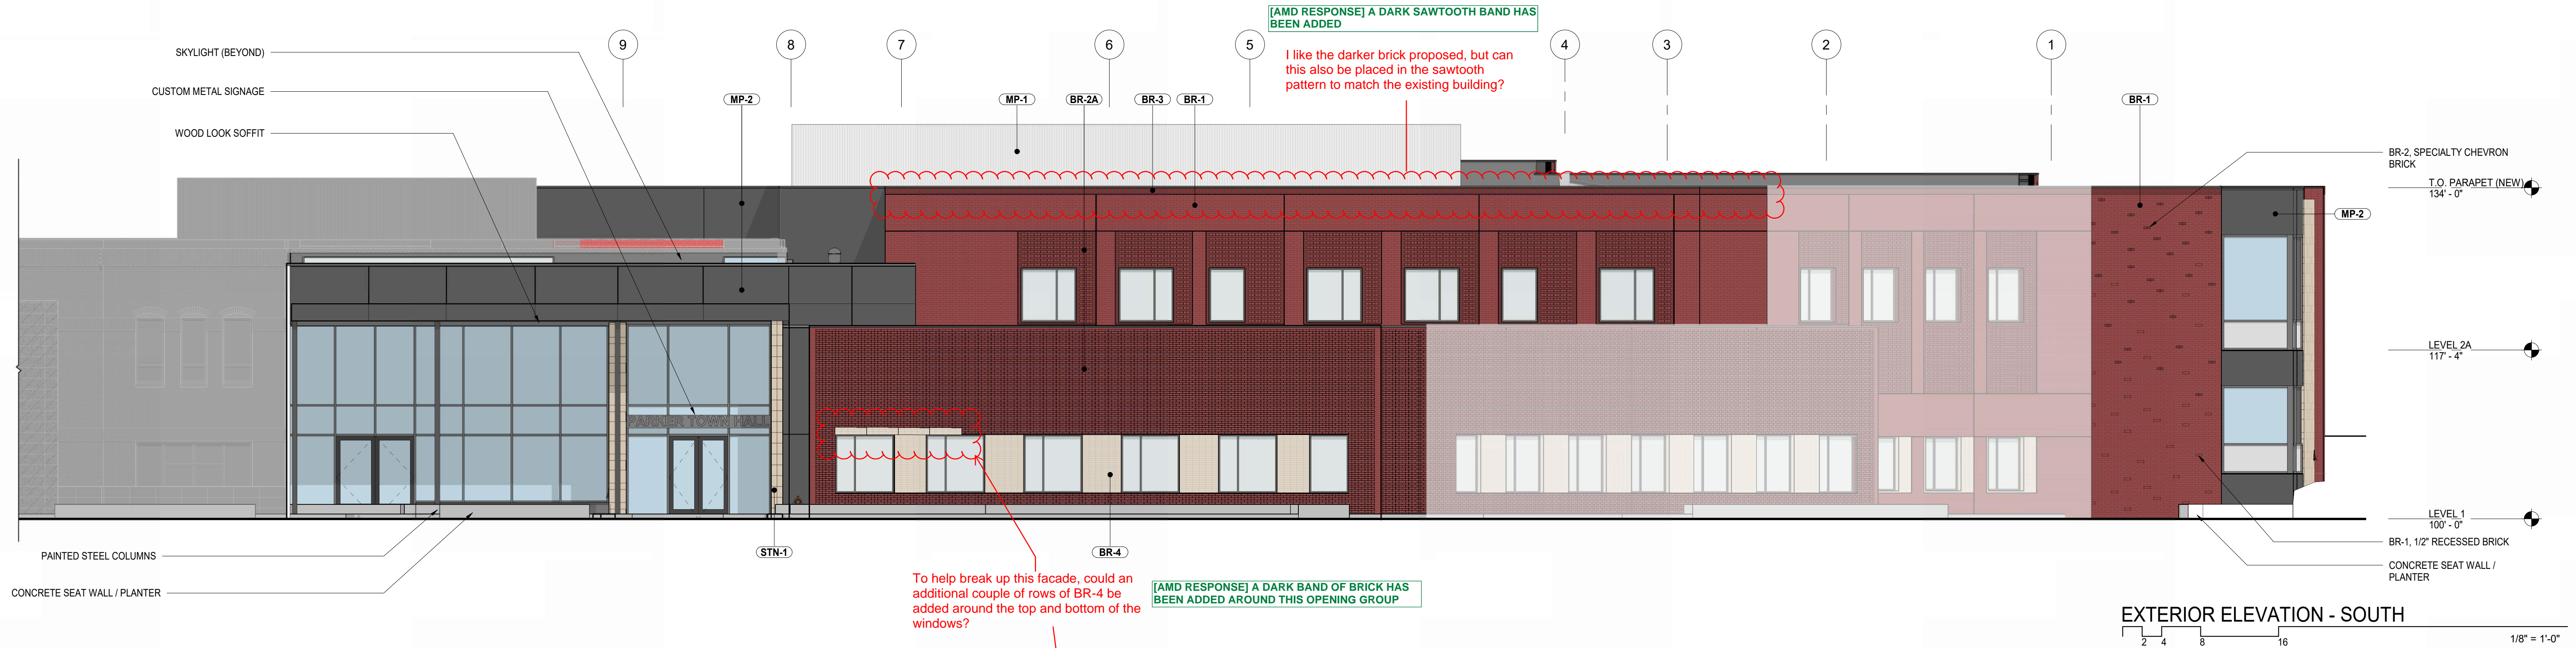 [AMD RESPONSE] A DARK SAWTOOTH BAND HAS
BEEN ADDED
I like the darker brick proposed, but can
this also be placed in the sawtooth
pattern to match the existing building?
9
8
7
6
5
4
3
2
1
SKYLIGHT (BEYOND)
CUSTOM METAL SIGNAGE
WOOD LOOK SOFFIT
MP-2
MP-1
BR-2A
BR-3
BR-1
BR-1
BR-2, SPECIALTY CHEVRON
BRICK
T.O. PARAPET (NEW)
134' - 0"
MP-2
LEVEL 2A
117' - 4"
PARKER TOWN HALL
LEVEL 1
100' - 0"
PAINTED STEEL COLUMNS
CONCRETE SEAT WALL / PLANTER
STN-1
BR-4
BR-1, 1/2" RECESSED BRICK
CONCRETE SEAT WALL /
PLANTER
To help break up this facade, could an
additional couple of rows of BR-4 be
added around the top and bottom of the
windows?
[AMD RESPONSE] A DARK BAND OF BRICK HAS
BEEN ADDED AROUND THIS OPENING GROUP
EXTERIOR ELEVATION - SOUTH
2 4 8 16
1/8" = 1'-0"